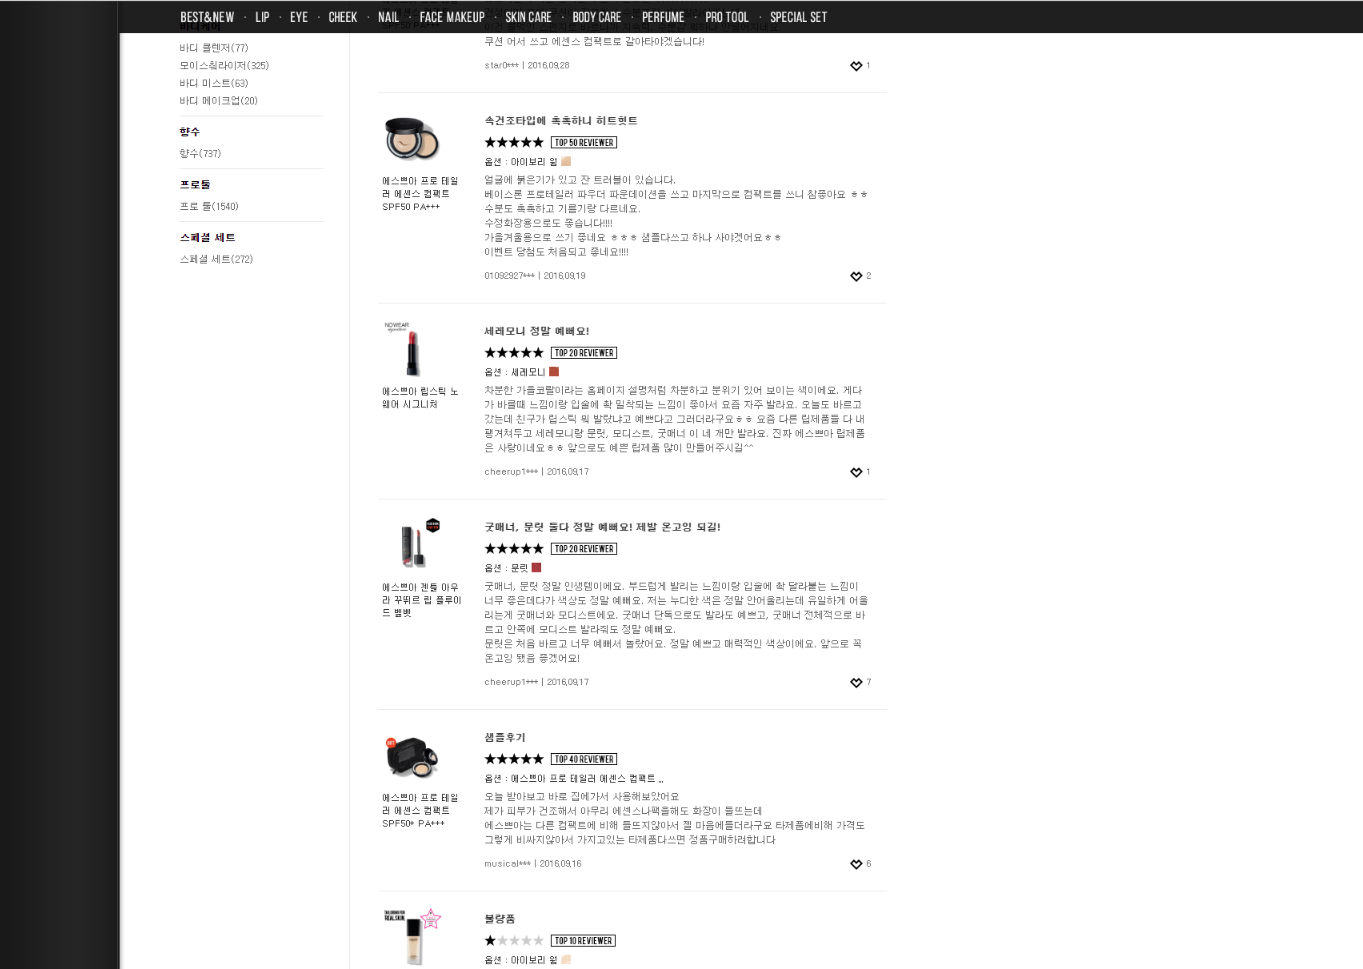 BEST&NEW · LIP · EYE · CHEEK · NAIL · FACE MAKEUP · SKIN CARE · BODY CARE · PERFUME · PRO TOOL · SPECIAL SET
바디케어
바디 클렌저(77)
모이스춰라이저(325)
바디 미스트(63)
바디 메이크업(20)
향수
향수(737)
프로툴
프로 툴(1540)
스페셜 세트
스페셜 세트(272)
SPF50 PA+++
쿠션 어서 쓰고 에센스 컴팩트로 갈아타야겠습니다!
star0*** | 2016.09.28
1
에스쁘아 프로 테일
러 에센스 컴팩트
SPF50 PA+++
속건조타입에 촉촉하니 히트힛트
★★★★★ TOP 50 REVIEWER
옵션 : 아이보리 웜
얼굴에 붉은기가 있고 잔 트러블이 있습니다.
베이스론 프로테일러 파우더 파운데이션을 쓰고 마지막으로 컴팩트를 쓰니 참좋아요 ㅎㅎ
수분도 촉촉하고 기름기랑 다르네요.
수정화장용으로도 좋습니다!!!!
가을겨울용으로 쓰기 좋네요 ㅎㅎㅎ 샘플다쓰고 하나 사야겟어요ㅎㅎ
이벤트 당첨도 처음되고 좋네요!!!!
01092927*** | 2016.09.19
2
NOWEAR
signature
에스쁘아 립스틱 노
웨어 시그니처
세레모니 정말 예뻐요!
★★★★★ TOP 20 REVIEWER
옵션 : 세레모니
차분한 가을코랄이라는 홈페이지 설명처럼 차분하고 분위기 있어 보이는 색이에요. 게다
가 바를때 느낌이랑 입술에 확 밀착되는 느낌이 좋아서 요즘 자주 발라요. 오늘도 바르고
갔는데 친구가 립스틱 뭐 발랐냐고 예쁘다고 그러더라구요ㅎㅎ 요즘 다른 립제품들 다 내
팽겨쳐두고 세레모니랑 문릿, 모디스트, 굿매너 이 네 개만 발라요. 진짜 에스쁘아 립제품
은 사랑이네요ㅎㅎ 앞으로도 예쁜 립제품 많이 만들어주시길^^
cheerup1*** | 2016.09.17
1
에스쁘아 젠틀 아우
라 꾸뛰르 립 플루이
드 벨벳
굿매너, 문릿 둘다 정말 예뻐요! 제발 온고잉 되길!
★★★★★ TOP 20 REVIEWER
옵션 : 문릿
굿매너, 문릿 정말 인생템이에요. 부드럽게 발리는 느낌이랑 입술에 착 달라붙는 느낌이
너무 좋은데다가 색상도 정말 예뻐요. 저는 누디한 색은 정말 안어울리는데 유일하게 어울
리는게 굿매너와 모디스트에요. 굿매너 단독으로도 발라도 예쁘고, 굿매너 전체적으로 바
르고 안쪽에 모디스트 발라줘도 정말 예뻐요.
문릿은 처음 바르고 너무 예뻐서 놀랐어요. 정말 예쁘고 매력적인 색상이에요. 앞으로 꼭
온고잉 됐음 좋겠어요!
cheerup1*** | 2016.09.17
7
에스쁘아 프로 테일
러 에센스 컴팩트
SPF50+ PA+++
샘플후기
★★★★★ TOP 40 REVIEWER
옵션 : 에스쁘아 프로 테일러 에센스 컴팩트 ..
오늘 받아보고 바로 집에가서 사용해보았어요
제가 피부가 건조해서 아무리 에센스나팩을해도 화장이 들뜨는데
에스쁘아는 다른 컴팩트에 비해 들뜨지않아서 젤 마음에들더라구요 타제품에비해 가격도
그렇게 비싸지않아서 가지고있는 타제품다쓰면 정품구매하려합니다
musical*** | 2016.09.16
6
불량품
★★★★★ TOP 10 REVIEWER
옵션 : 아이보리 웜